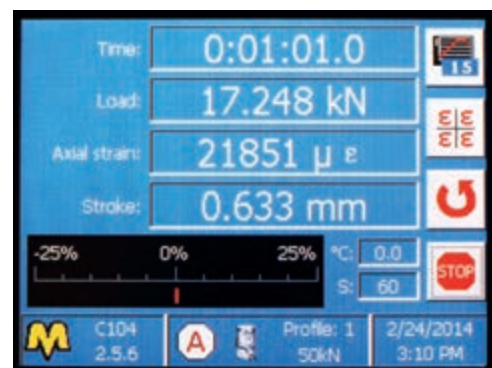 Time: 0:01:01.0
15
Load: 17.248 kN
ε ε
ε ε
Axial strain: 21851 μ ε
Stroke: 0.633 mm
-25% 0% 25% °C: 0.0
STOP
S: 60
C104
2.5.6
A
Profile: 1
50kN
2/24/2014
3:10 PM